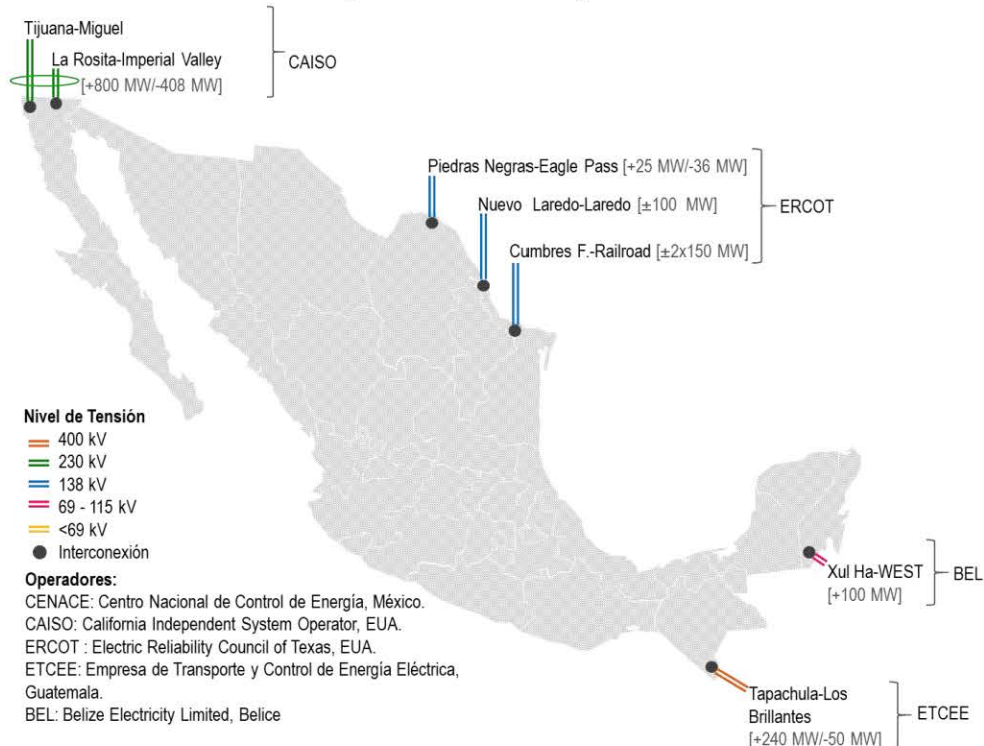 Tijuana-Miguel
La Rosita-Imperial Valley
[+800 MW/-408 MW]
CAISO
Piedras Negras-Eagle Pass [+25 MW/-36 MW]
Nuevo Laredo-Laredo [±100 MW]
Cumbres F.-Railroad [±2x150 MW]
ERCOT
Nivel de Tensión
400 kV
230 kV
138 kV
69 - 115 kV
<69 kV
Interconexión
Operadores:
CENACE: Centro Nacional de Control de Energía, México.
CAISO: California Independent System Operator, EUA.
ERCOT : Electric Reliability Council of Texas, EUA.
ETCEE: Empresa de Transporte y Control de Energía Eléctrica,
Guatemala.
BEL: Belize Electricity Limited, Belice
Xul Ha-WEST
[+100 MW]
BEL
Tapachula-Los
Brillantes
[+240 MW/-50 MW]
ETCEE